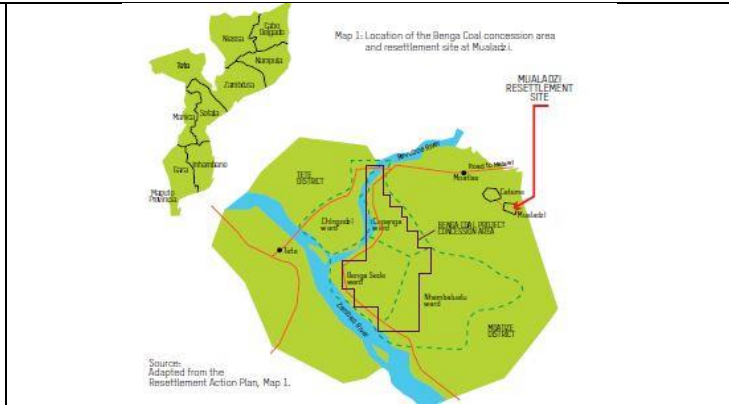 Map 1: Location of the Benga Coal concession area
and resettlement site at Mualadzi.
Cabo
Delgado
Niassa
Nampula
Tete
Zambusa
Manica
Sofala
Gaza
Inhambane
Maputo
Provinsa
MUALADZI
RESETTLEMENT
SITE
Revuboe River
Road to Malawi
Moatize
Cateme
Mualadzi
TETE
DISTRICT
Chingodzi
ward
Capanga
ward
BENGA COAL PROJECT
CONCESSION AREA
Tete
Benga Sede
ward
Nhambalualu
ward
Zambezi River
MOATIZE
DISTRICT
Source:
Adapted from the
Resettlement Action Plan, Map 1.